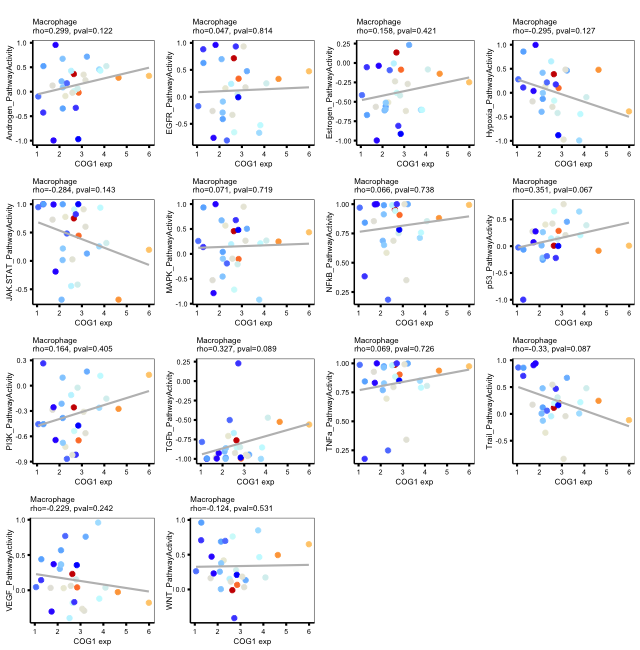 Macrophage
rho=0.299, pval=0.122
Androgen_PathwayActivity
1.0
0.5
0.0
-0.5
-1.0
1 2 3 4 5 6
COG1 exp
Macrophage
rho=0.047, pval=0.814
EGFR_PathwayActivity
1.0
0.5
0.0
-0.5
1 2 3 4 5 6
COG1 exp
Macrophage
rho=0.158, pval=0.421
Estrogen_PathwayActivity
0.25
0.00
-0.25
-0.50
-0.75
-1.00
1 2 3 4 5 6
COG1 exp
Macrophage
rho=-0.295, pval=0.127
Hypoxia_PathwayActivity
1.0
0.5
0.0
-0.5
-1.0
1 2 3 4 5 6
COG1 exp
Macrophage
rho=-0.284, pval=0.143
JAK.STAT_PathwayActivity
1.0
0.5
0.0
-0.5
1 2 3 4 5 6
COG1 exp
Macrophage
rho=0.071, pval=0.719
MAPK_PathwayActivity
1.0
0.5
0.0
-0.5
-1.0
1 2 3 4 5 6
COG1 exp
Macrophage
rho=0.066, pval=0.738
NFkB_PathwayActivity
1.00
0.75
0.50
0.25
1 2 3 4 5 6
COG1 exp
Macrophage
rho=0.351, pval=0.067
p53_PathwayActivity
0.5
0.0
-0.5
-1.0
1 2 3 4 5 6
COG1 exp
Macrophage
rho=0.164, pval=0.405
PI3K_PathwayActivity
0.3
0.0
-0.3
-0.6
-0.9
1 2 3 4 5 6
COG1 exp
Macrophage
rho=0.327, pval=0.089
TGFb_PathwayActivity
0.25
0.00
-0.25
-0.50
-0.75
-1.00
1 2 3 4 5 6
COG1 exp
Macrophage
rho=0.069, pval=0.726
TNFa_PathwayActivity
1.00
0.75
0.50
0.25
1 2 3 4 5 6
COG1 exp
Macrophage
rho=-0.33, pval=0.087
Trail_PathwayActivity
1.0
0.5
0.0
-0.5
1 2 3 4 5 6
COG1 exp
Macrophage
rho=-0.229, pval=0.242
VEGF_PathwayActivity
1.0
0.5
0.0
1 2 3 4 5 6
COG1 exp
Macrophage
rho=-0.124, pval=0.531
WNT_PathwayActivity
1.0
0.5
0.0
1 2 3 4 5 6
COG1 exp